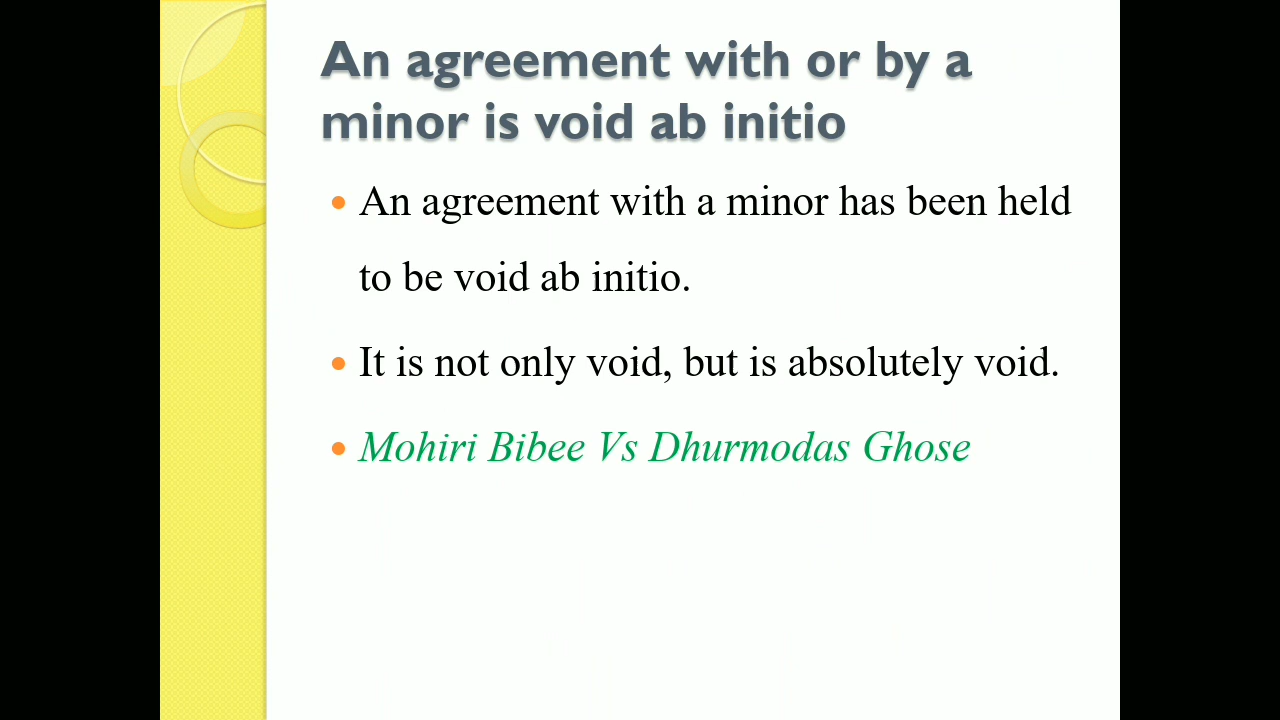 An agreement with or by a
minor is void ab initio
An agreement with a minor has been held
to be void ab initio.
It is not only void, but is absolutely void.
Mohiri Bibee Vs Dhurmodas Ghose